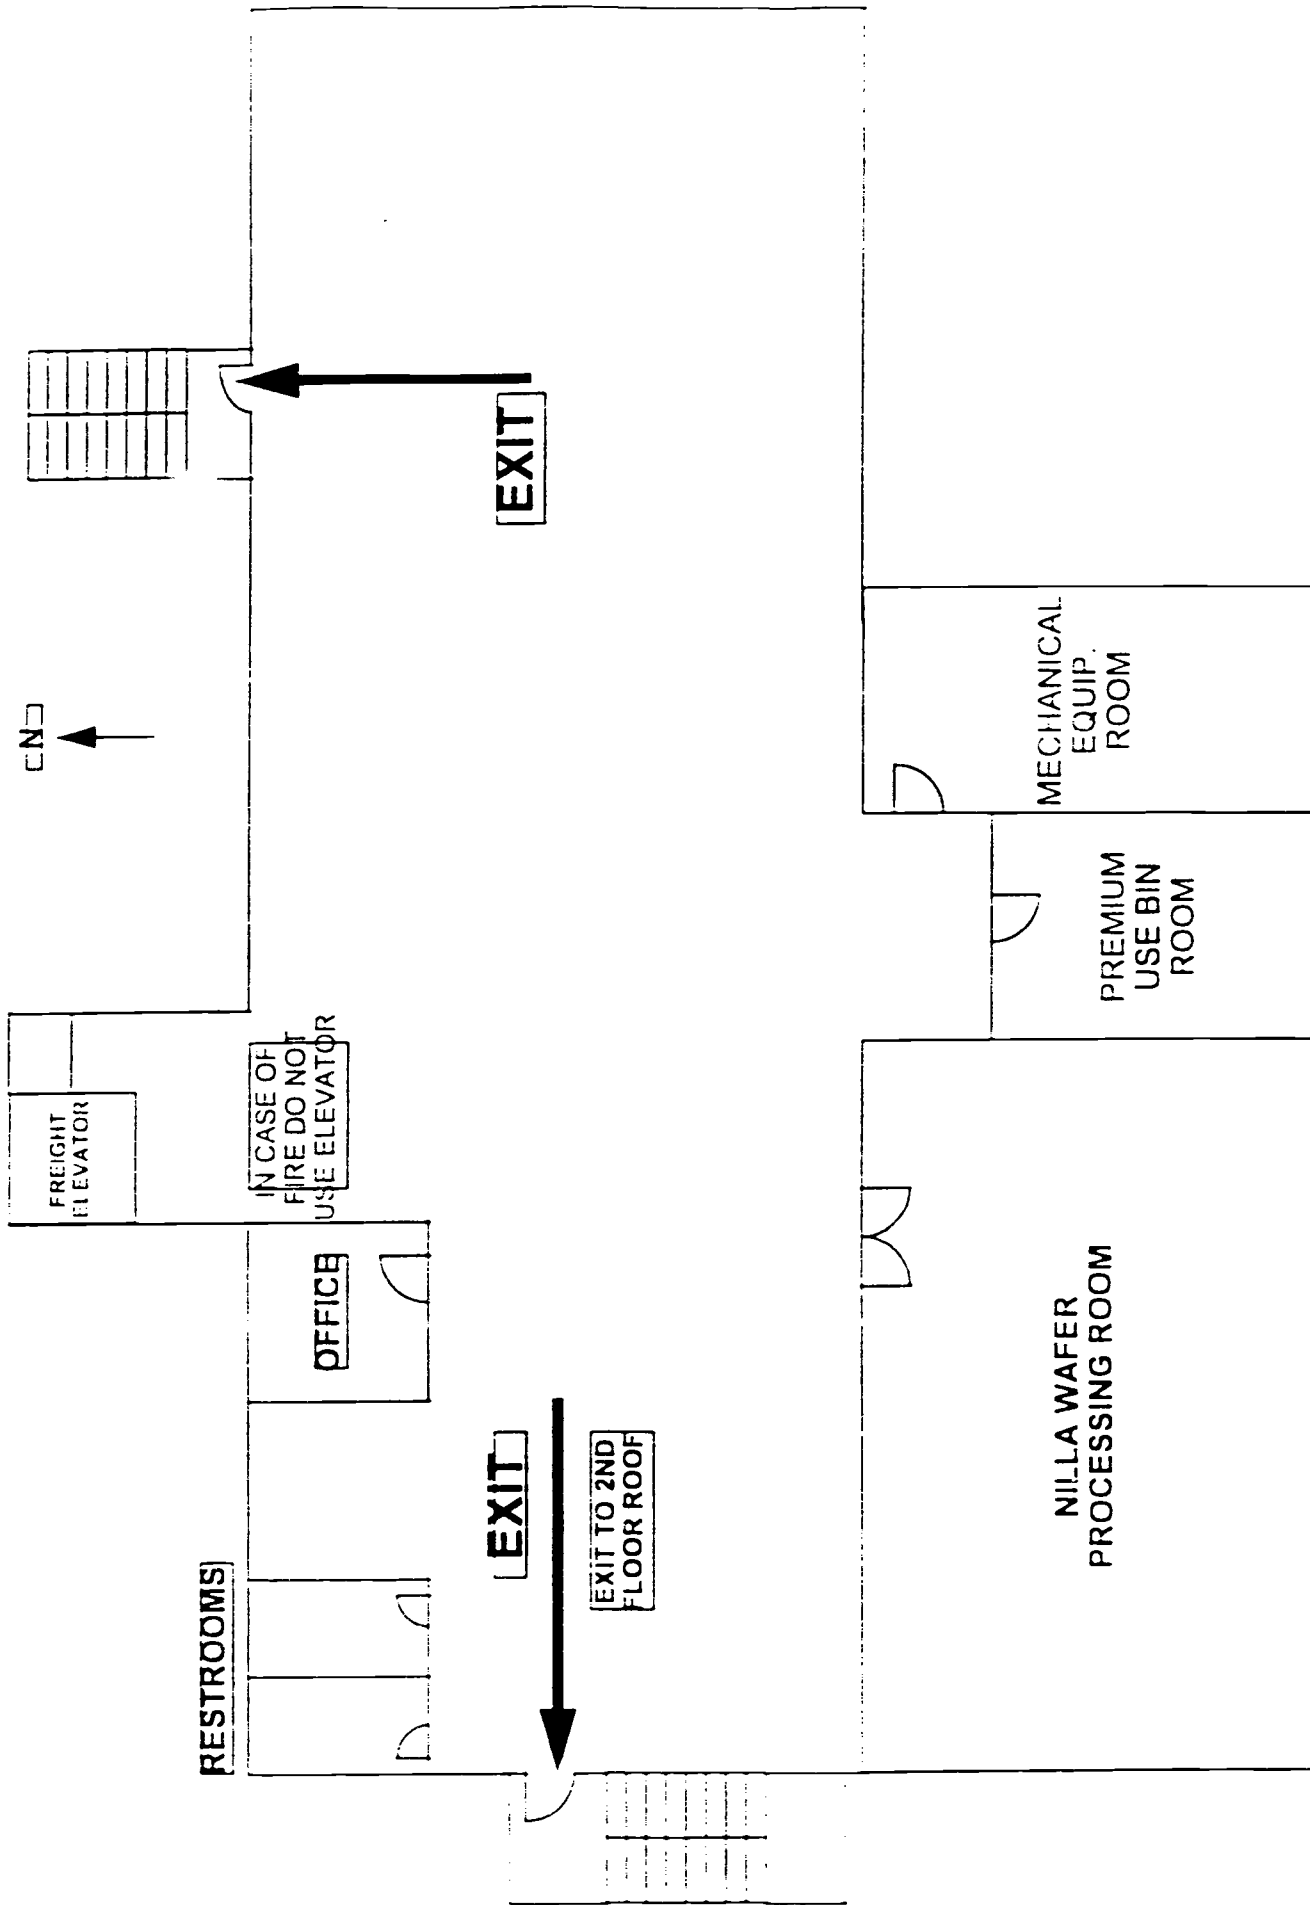 RESTROOMS
OFFICE
FREIGHT
ELEVATOR
IN CASE OF
FIRE DO NOT
USE ELEVATOR
N
EXIT
EXIT TO 2ND
FLOOR ROOF
EXIT
NILLA WAFER
PROCESSING ROOM
PREMIUM
USE BIN
ROOM
MECHANICAL
EQUIP.
ROOM